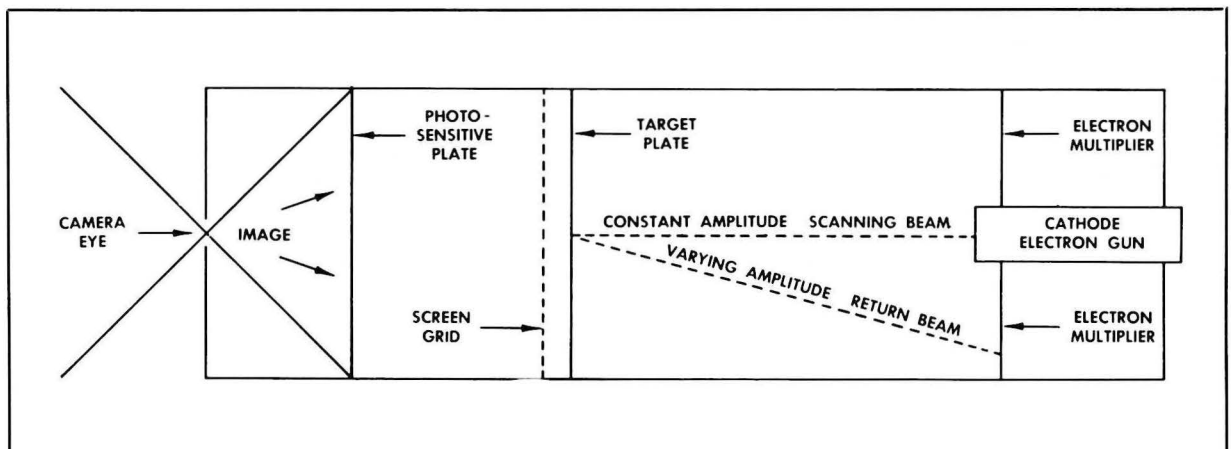 PHOTO -
SENSITIVE
PLATE
TARGET
PLATE
ELECTRON
MULTIPLIER
CAMERA
EYE
IMAGE
CONSTANT AMPLITUDE SCANNING BEAM
CATHODE
ELECTRON GUN
VARYING AMPLITUDE RETURN BEAM
SCREEN
GRID
ELECTRON
MULTIPLIER